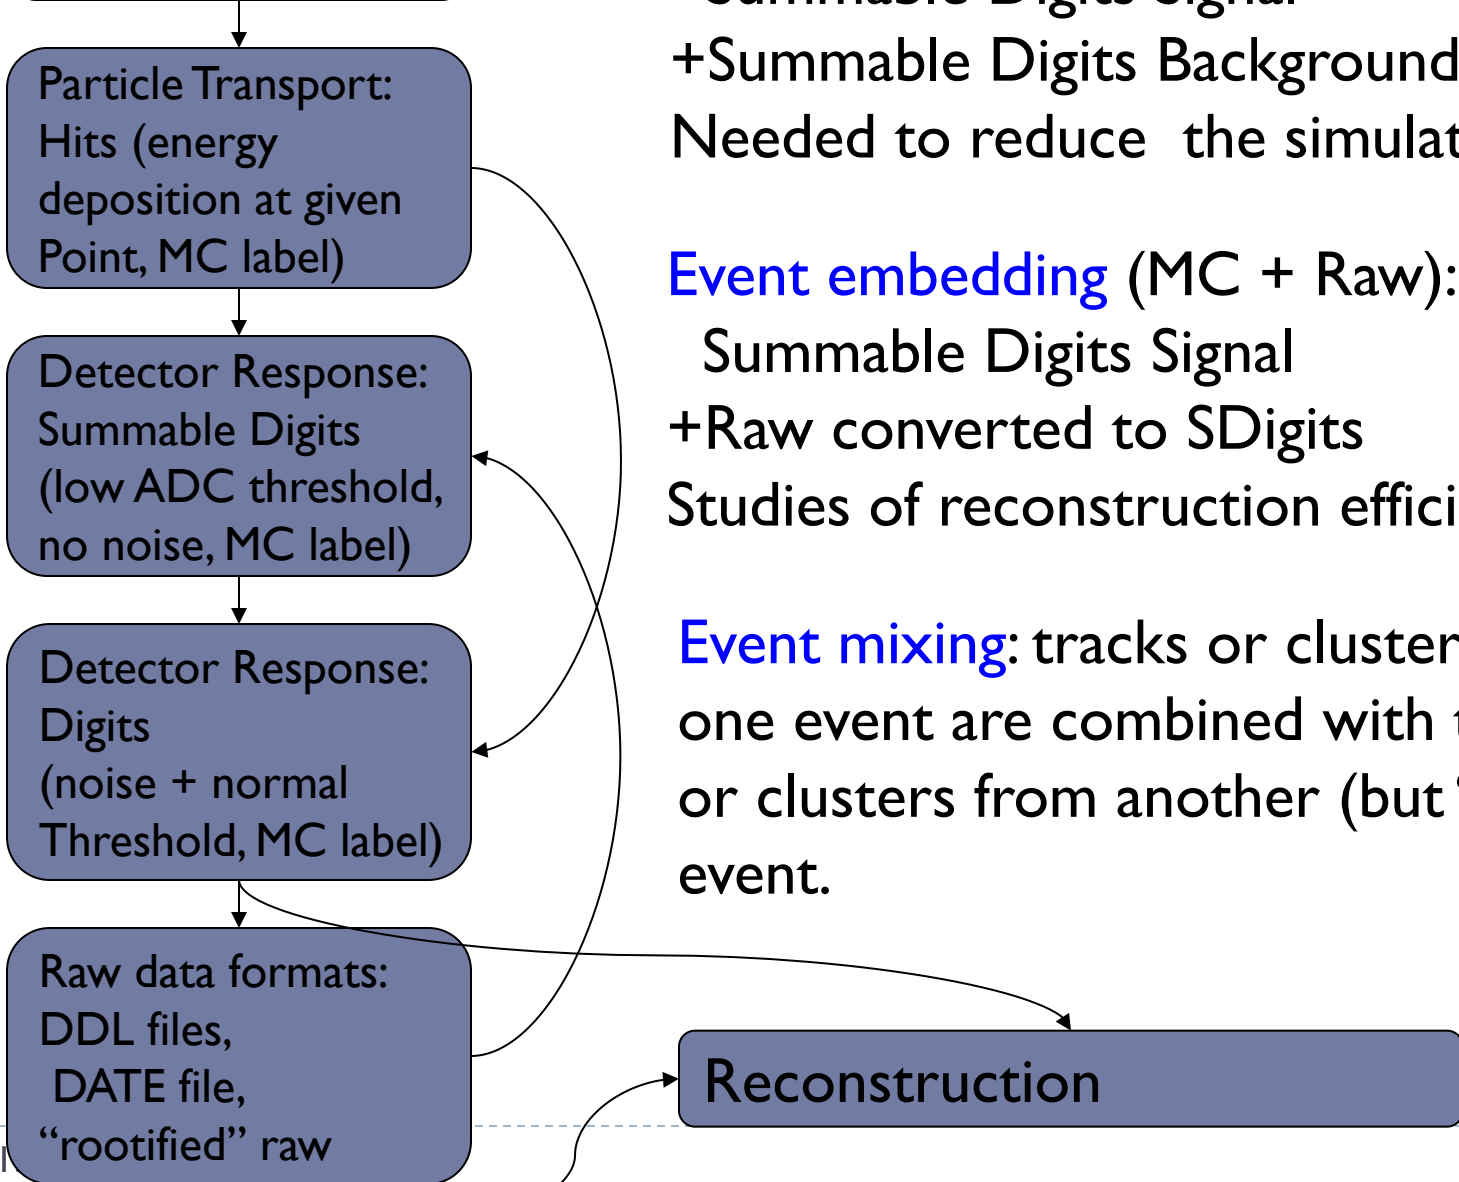 Particle Transport:
Hits (energy
deposition at given
Point, MC label)
Detector Response:
Summable Digits
(low ADC threshold,
no noise, MC label)
Detector Response:
Digits
(noise + normal
Threshold, MC label)
Raw data formats:
DDL files,
DATE file,
“rootified” raw
Summable Digits Signal
+Summable Digits Background
Needed to reduce the simulat
Event embedding (MC + Raw):
Summable Digits Signal
+Raw converted to SDigits
Studies of reconstruction effici
Event mixing: tracks or cluster
one event are combined with t
or clusters from another (but “
event.
Reconstruction